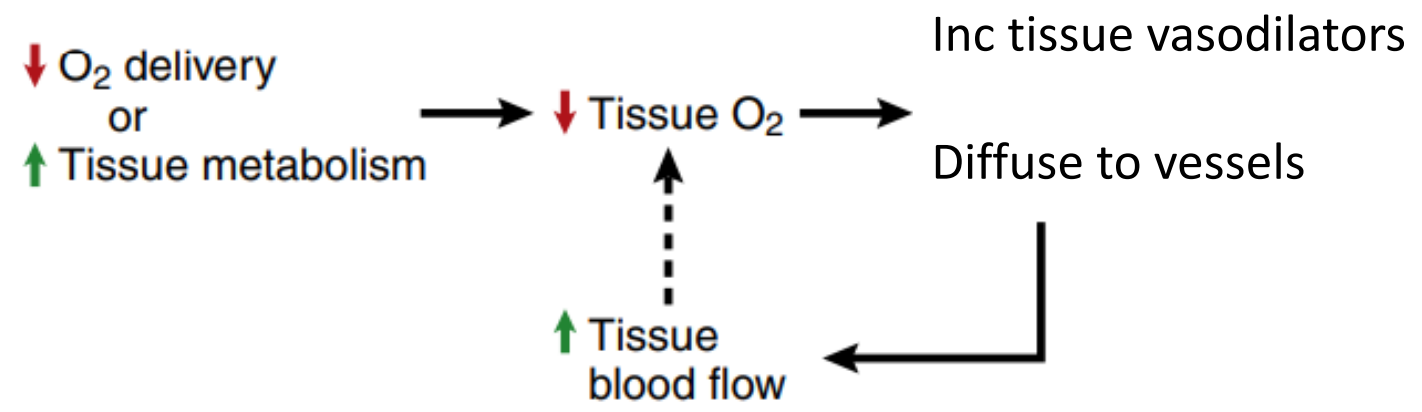 O₂ delivery
or
Tissue metabolism
Tissue O₂
Inc tissue vasodilators
Diffuse to vessels
Tissue
blood flow